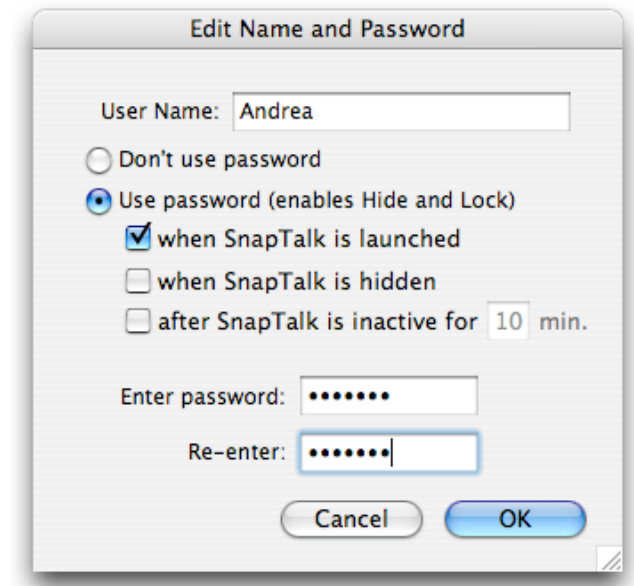 Edit Name and Password
User Name: Andrea
Don't use password
Use password (enables Hide and Lock)
when SnapTalk is launched
when SnapTalk is hidden
after SnapTalk is inactive for 10 min.
Enter password: •••••••
Re-enter: •••••••
Cancel OK